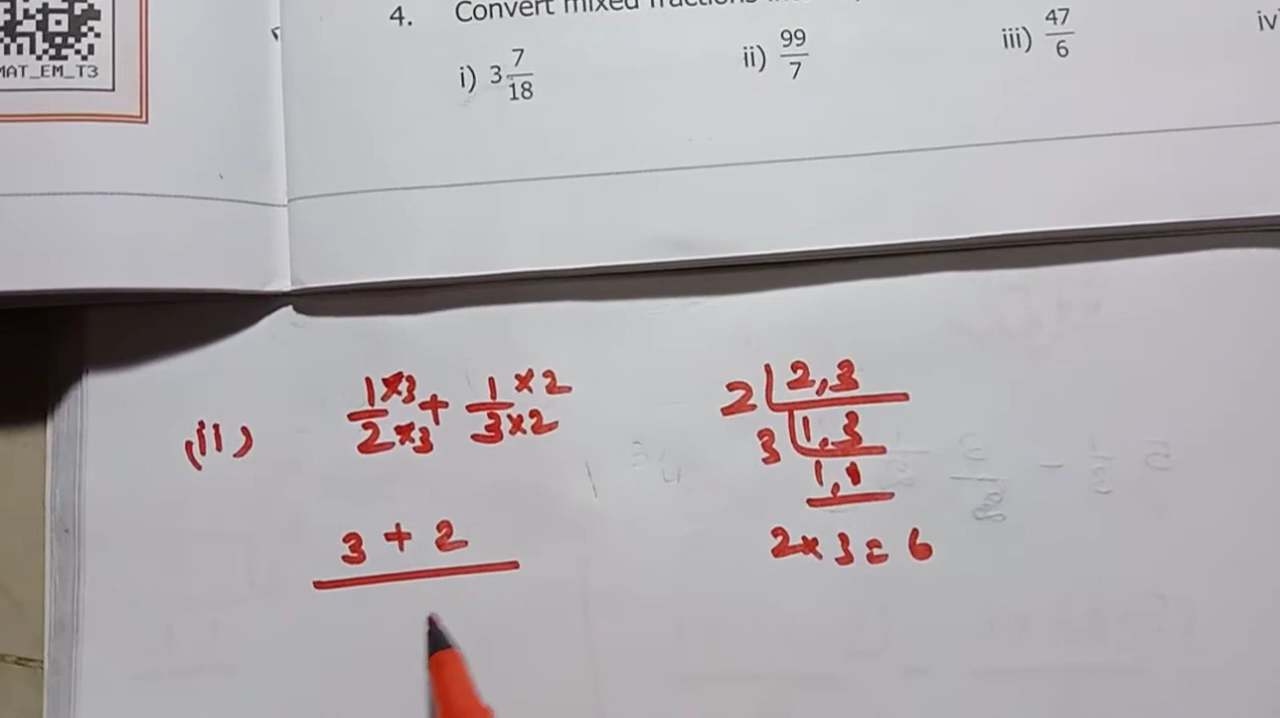 MAT_EM_T3
4. Convert mixed fractions
i) 3 7/18 ii) 99/7 iii) 47/6 iv
(ii) 1×3/2×3 + 1×2/3×2
3 + 2
2 | 2,3
3 | 1,3
1,1
2×3=6